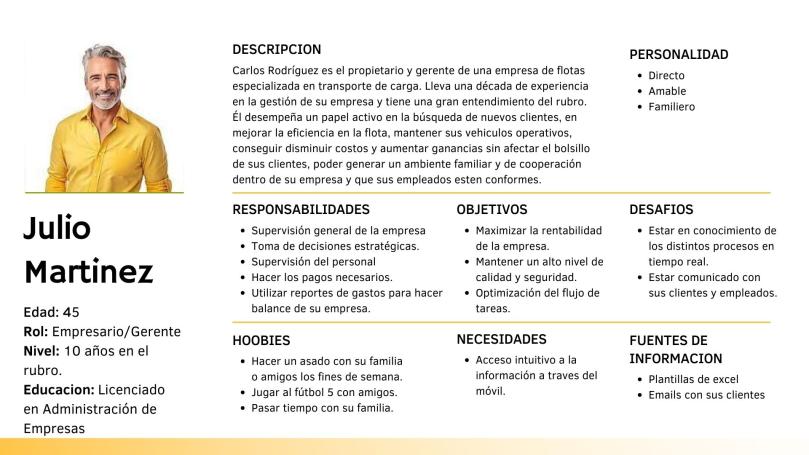 Julio
Martinez
Edad: 45
Rol: Empresario/Gerente
Nivel: 10 años en el
rubro.
Educacion: Licenciado
en Administración de
Empresas
DESCRIPCION
Carlos Rodríguez es el propietario y gerente de una empresa de flotas
especializada en transporte de carga. Lleva una década de experiencia
en la gestión de su empresa y tiene una gran entendimiento del rubro.
Él desempeña un papel activo en la búsqueda de nuevos clientes, en
mejorar la eficiencia en la flota, mantener sus vehiculos operativos,
conseguir disminuir costos y aumentar ganancias sin afectar el bolsillo
de sus clientes, poder generar un ambiente familiar y de cooperación
dentro de su empresa y que sus empleados esten conformes.
PERSONALIDAD
• Directo
• Amable
• Familiero
RESPONSABILIDADES
• Supervisión general de la empresa
• Toma de decisiones estratégicas.
• Supervisión del personal
• Hacer los pagos necesarios.
• Utilizar reportes de gastos para hacer
balance de su empresa.
OBJETIVOS
• Maximizar la rentabilidad
de la empresa.
• Mantener un alto nivel de
calidad y seguridad.
• Optimización del flujo de
tareas.
DESAFIOS
• Estar en conocimiento de
los distintos procesos en
tiempo real.
• Estar comunicado con
sus clientes y empleados.
HOOBIES
• Hacer un asado con su familia
o amigos los fines de semana.
• Jugar al fútbol 5 con amigos.
• Pasar tiempo con su familia.
NECESIDADES
• Acceso intuitivo a la
información a traves del
móvil.
FUENTES DE
INFORMACION
• Plantillas de excel
• Emails con sus clientes